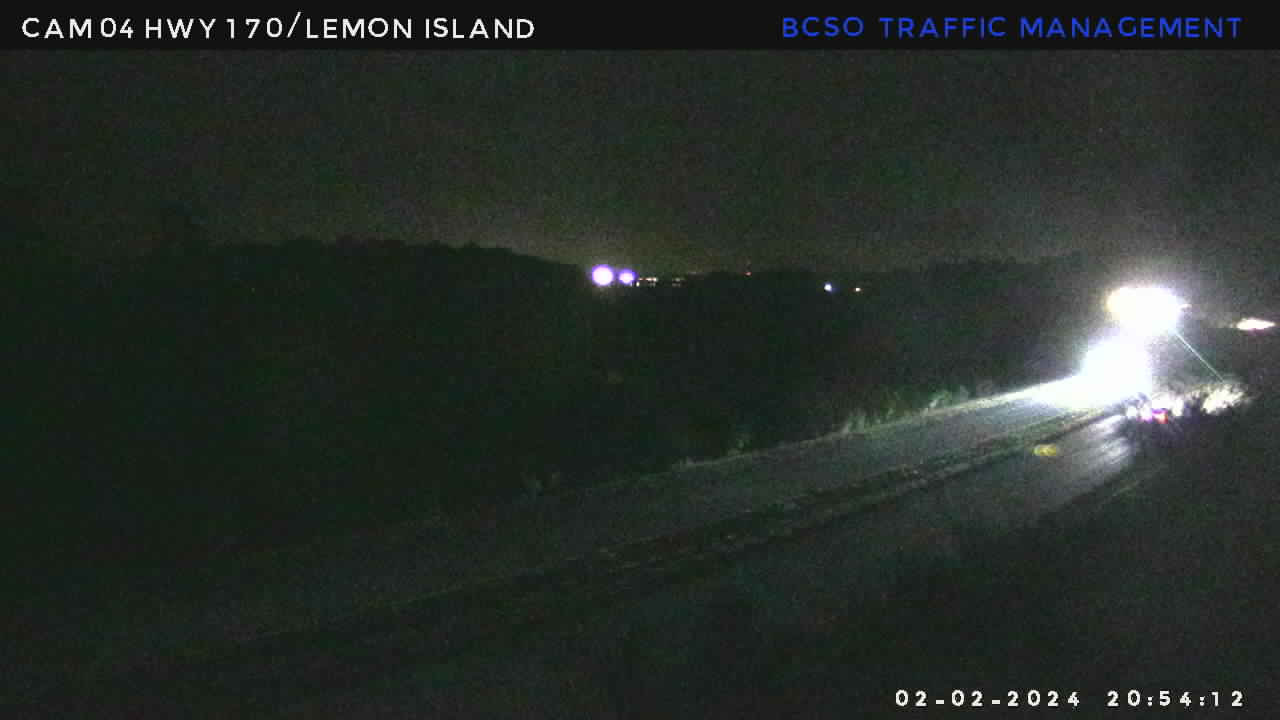 CAM04 HWY 170/LEMON ISLAND
BCSO TRAFFIC MANAGEMENT
02-02-2024 20:54:12